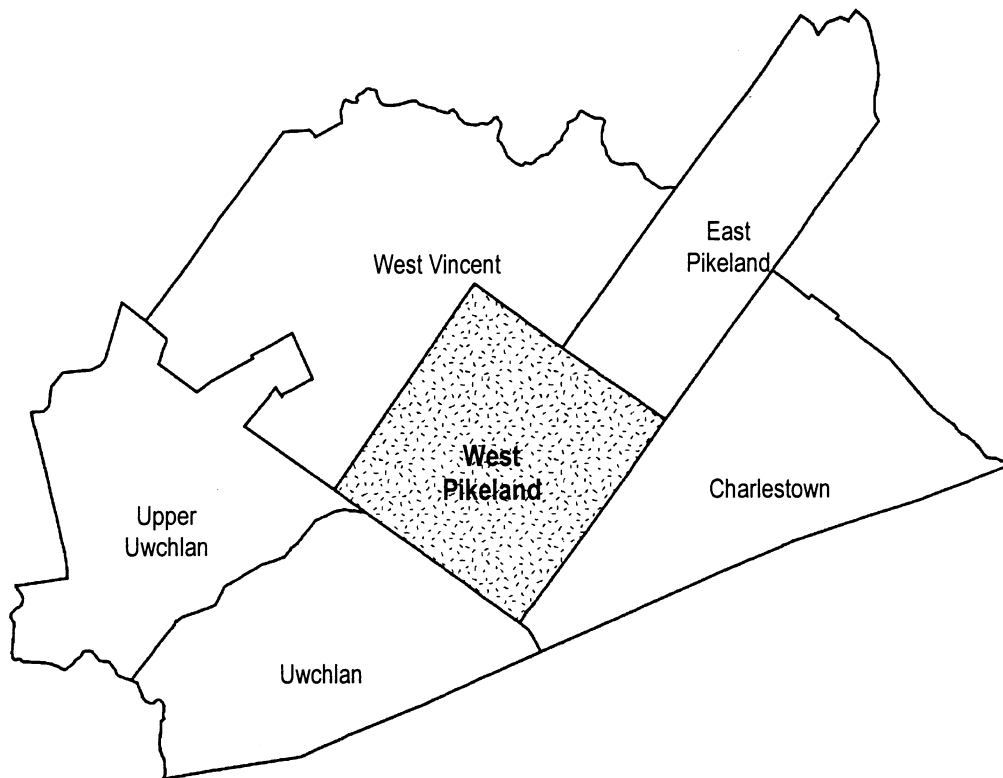 East
Pikeland
West Vincent
West
Pikeland
Charlestown
Upper
Uwchlan
Uwchlan